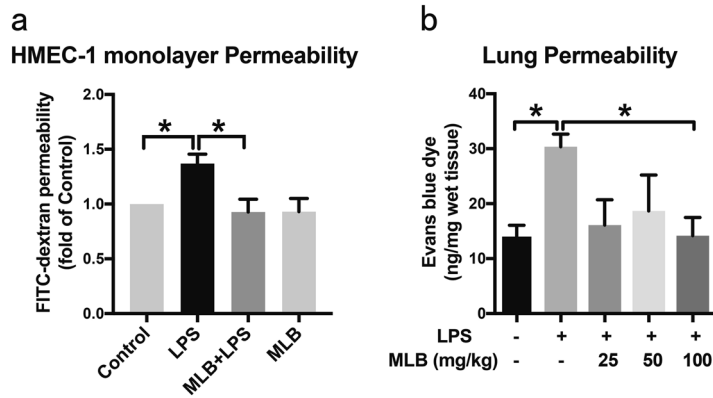 a
HMEC-1 monolayer Permeability
FITC-dextran permeability
(fold of Control)
2.0
1.5
1.0
0.5
0.0
*
*
Control
LPS
MLB+LPS
MLB
b
Lung Permeability
Evans blue dye
(ng/mg wet tissue)
40
30
20
10
0
*
*
LPS - + + + +
MLB (mg/kg) - - 25 50 100